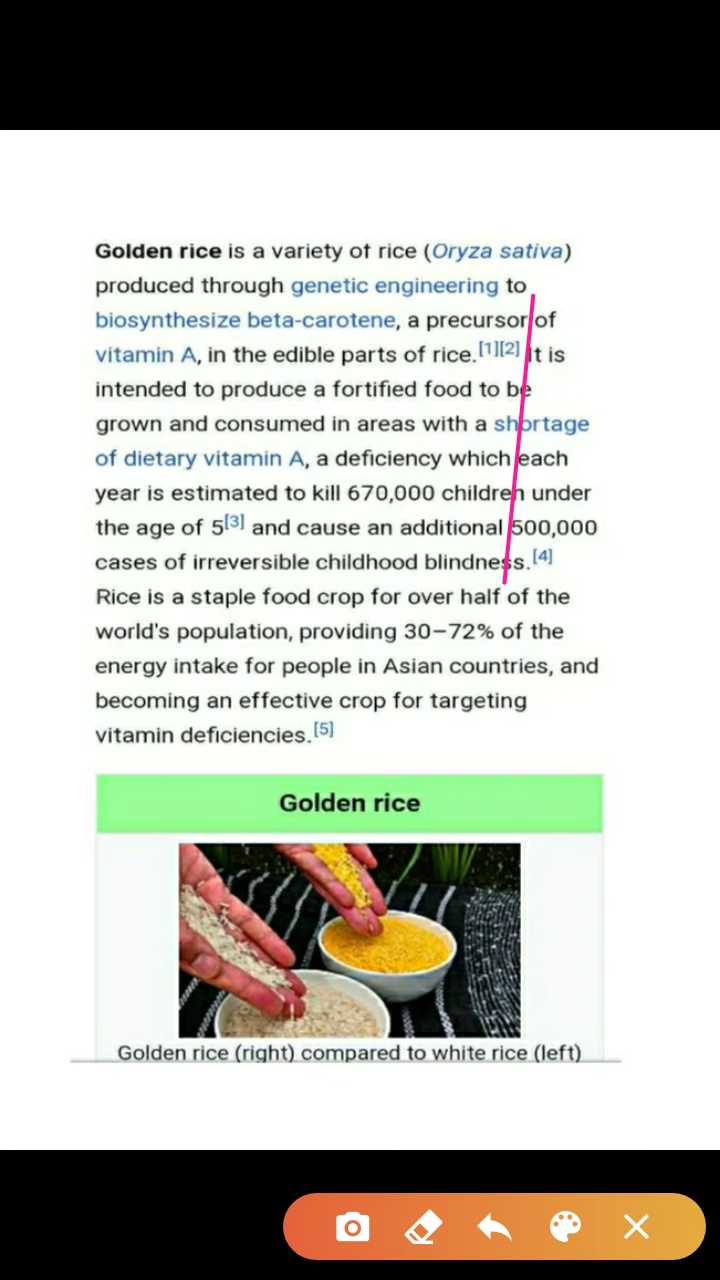 Golden rice is a variety of rice (Oryza sativa)
produced through genetic engineering to
biosynthesize beta-carotene, a precursor of
vitamin A, in the edible parts of rice.[1][2] It is
intended to produce a fortified food to be
grown and consumed in areas with a shortage
of dietary vitamin A, a deficiency which each
year is estimated to kill 670,000 children under
the age of 5[3] and cause an additional 500,000
cases of irreversible childhood blindness.[4]
Rice is a staple food crop for over half of the
world's population, providing 30–72% of the
energy intake for people in Asian countries, and
becoming an effective crop for targeting
vitamin deficiencies.[5]
Golden rice
Golden rice (right) compared to white rice (left)